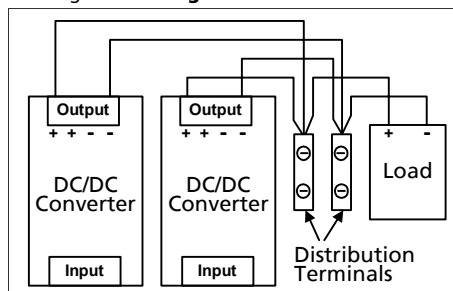 Output
+ + - -
DC/DC
Converter
Input
Output
+ + - -
DC/DC
Converter
Input
+ -
Load
Distribution
Terminals